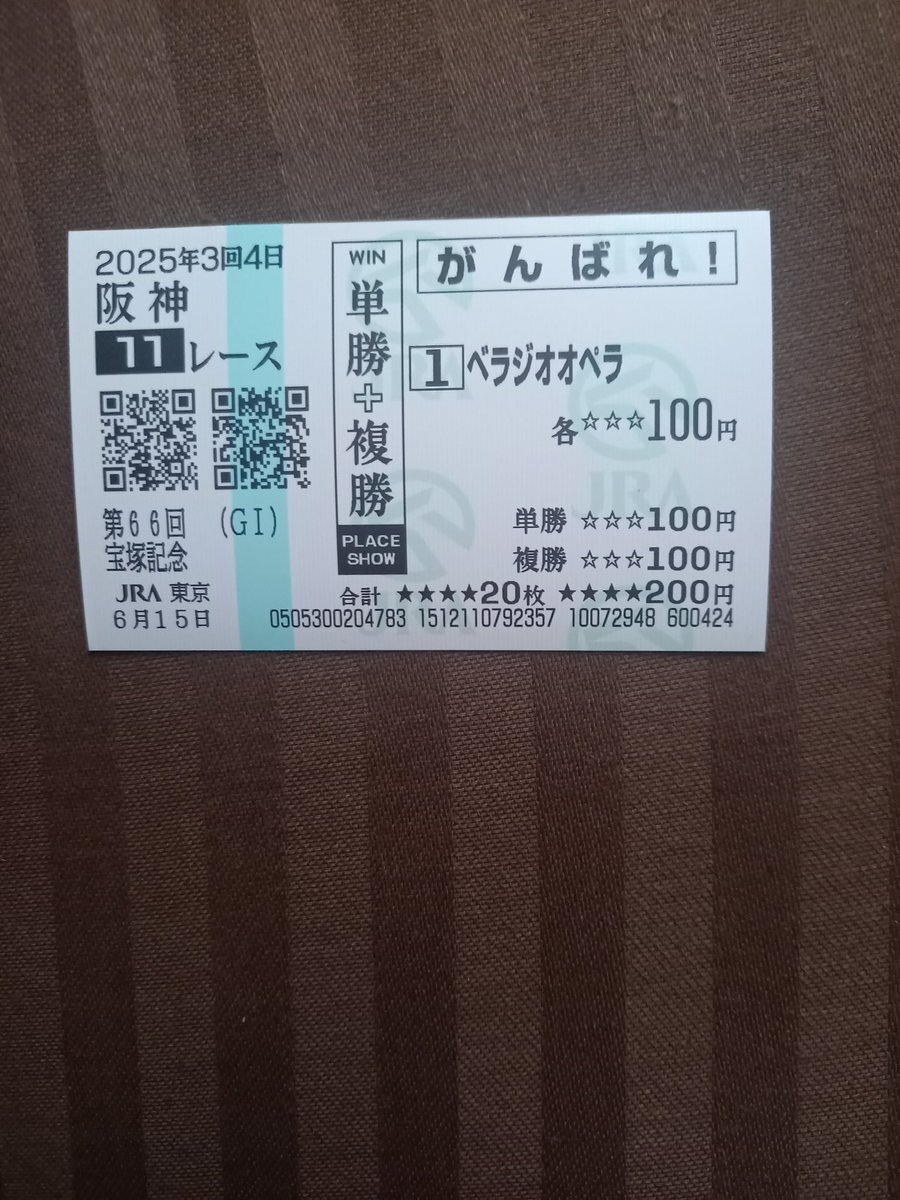 2025年3回4日
阪神
11レース
第66回 (GI)
宝塚記念
JRA 東京
6月15日
WIN
単勝+複勝
PLACE
SHOW
がんばれ!
1 ベラジオオペラ
各☆☆☆100円
単勝 ☆☆☆100円
複勝 ☆☆☆100円
合計 ★★★★20枚 ★★★★200円
0505300204783 1512110792357 10072948 600424
JRA